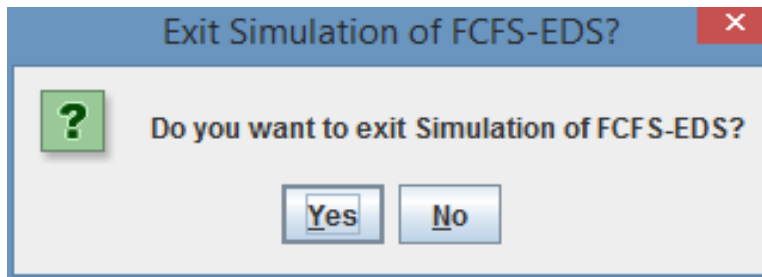 Exit Simulation of FCFS-EDS?
Do you want to exit Simulation of FCFS-EDS?
Yes No